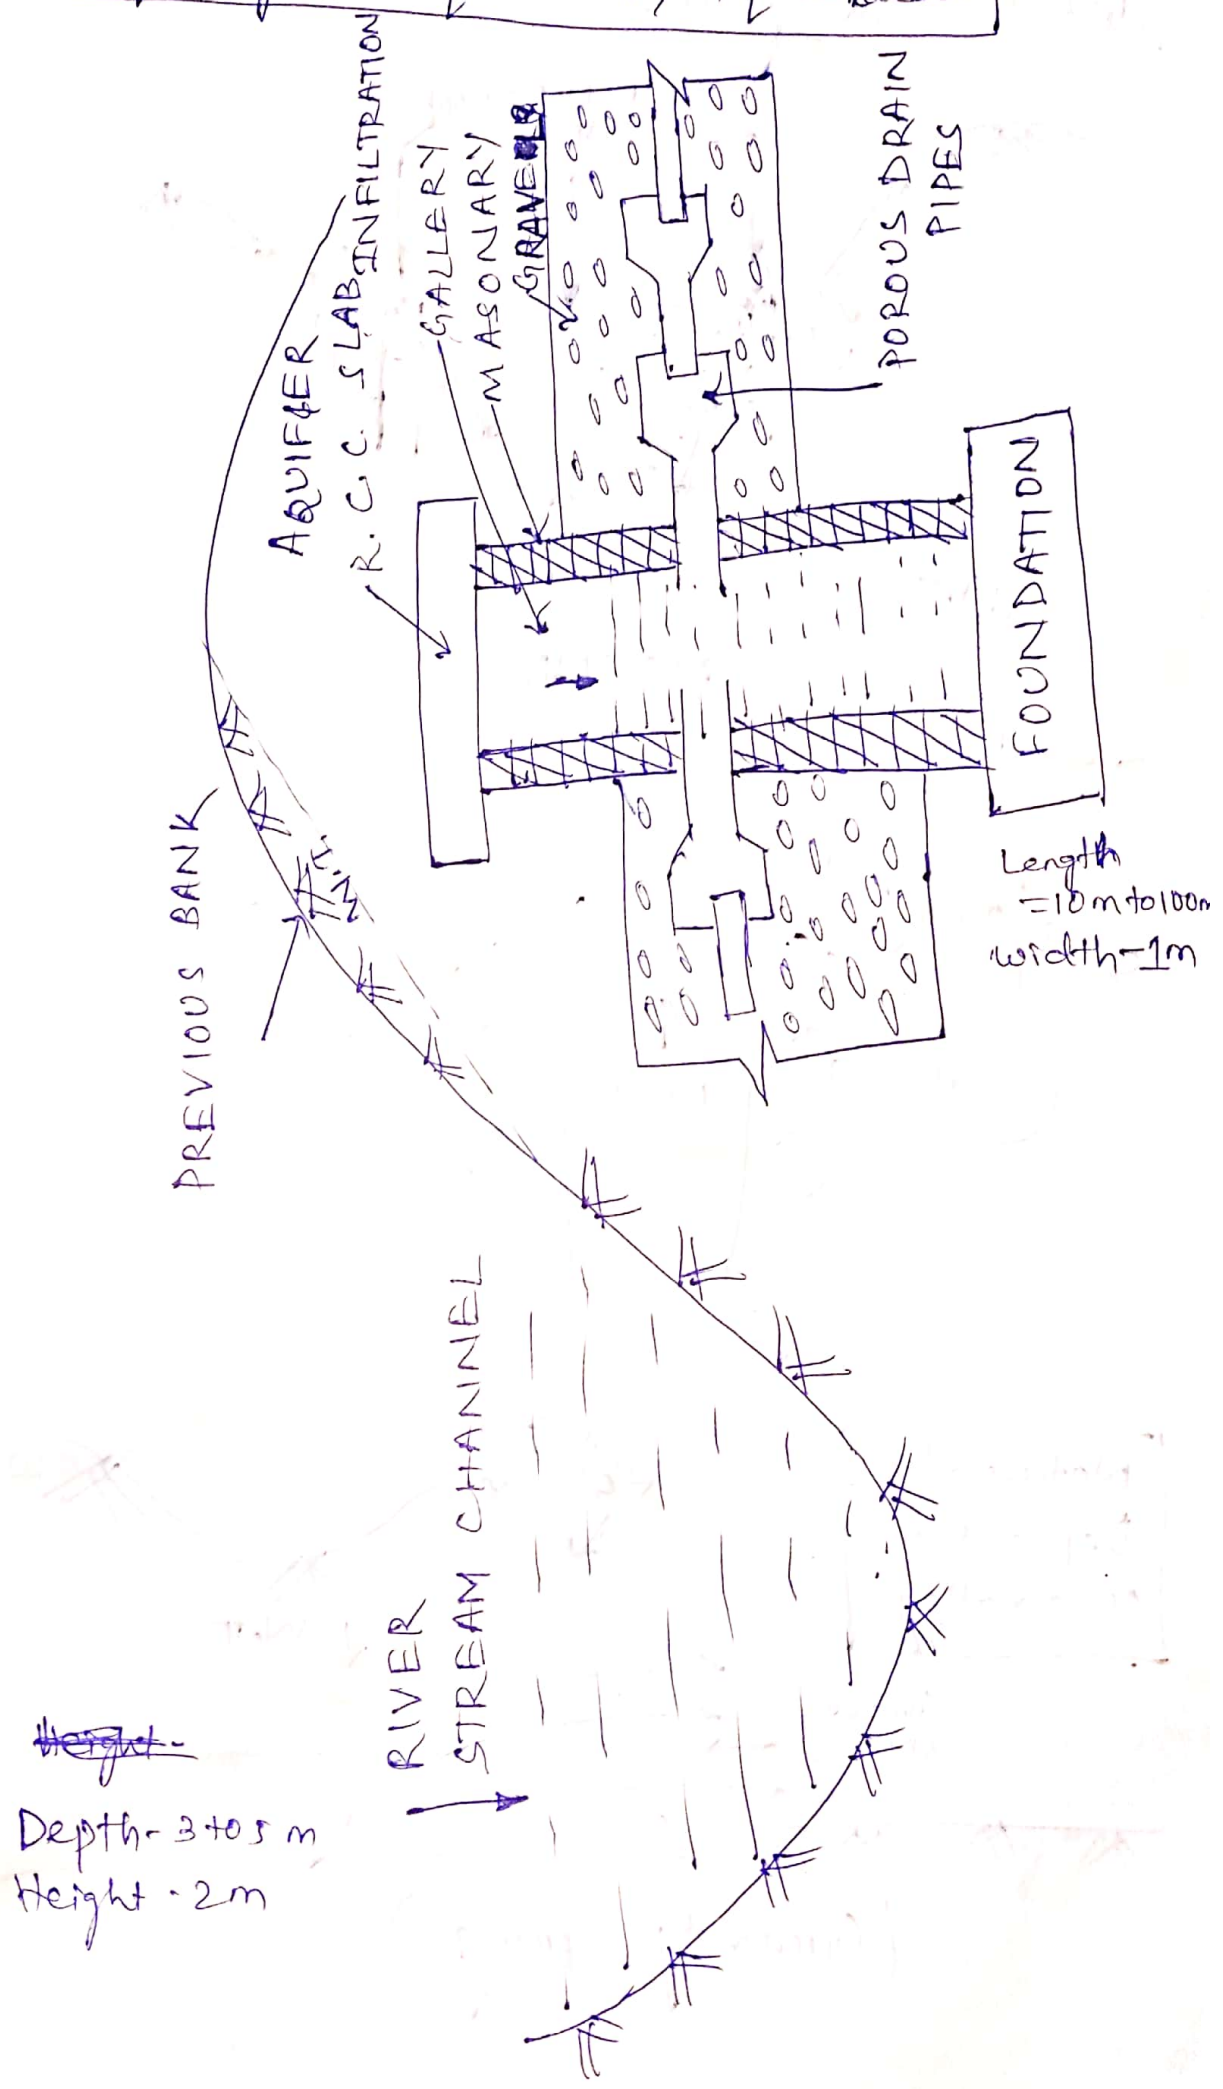 AQUIFER
R.C.C. SLAB
INFILTRATION
GALLERY
MASONARY
GRAVELS
POROUS DRAIN
PIPES
FOUNDATION
Length
=10m to 100m
width-1m
PREVIOUS BANK
W.T.
RIVER
STREAM CHANNEL
Height-
Depth- 3 to 5 m
Height - 2m